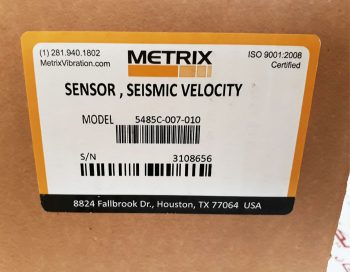 (1) 281.940.1802
MetrixVibration.com
METRIX
ISO 9001:2008
Certified
SENSOR , SEISMIC VELOCITY
MODEL 5485C-007-010
S/N 3108656
8824 Fallbrook Dr., Houston, TX 77064 USA